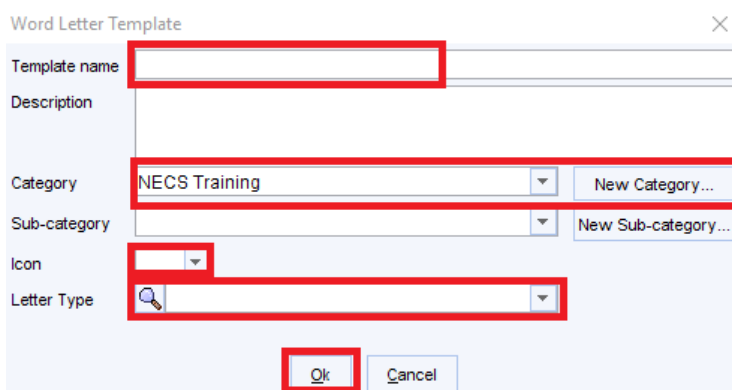 Word Letter Template
Template name
Description
Category NECS Training New Category...
Sub-category New Sub-category...
Icon
Letter Type
Ok Cancel